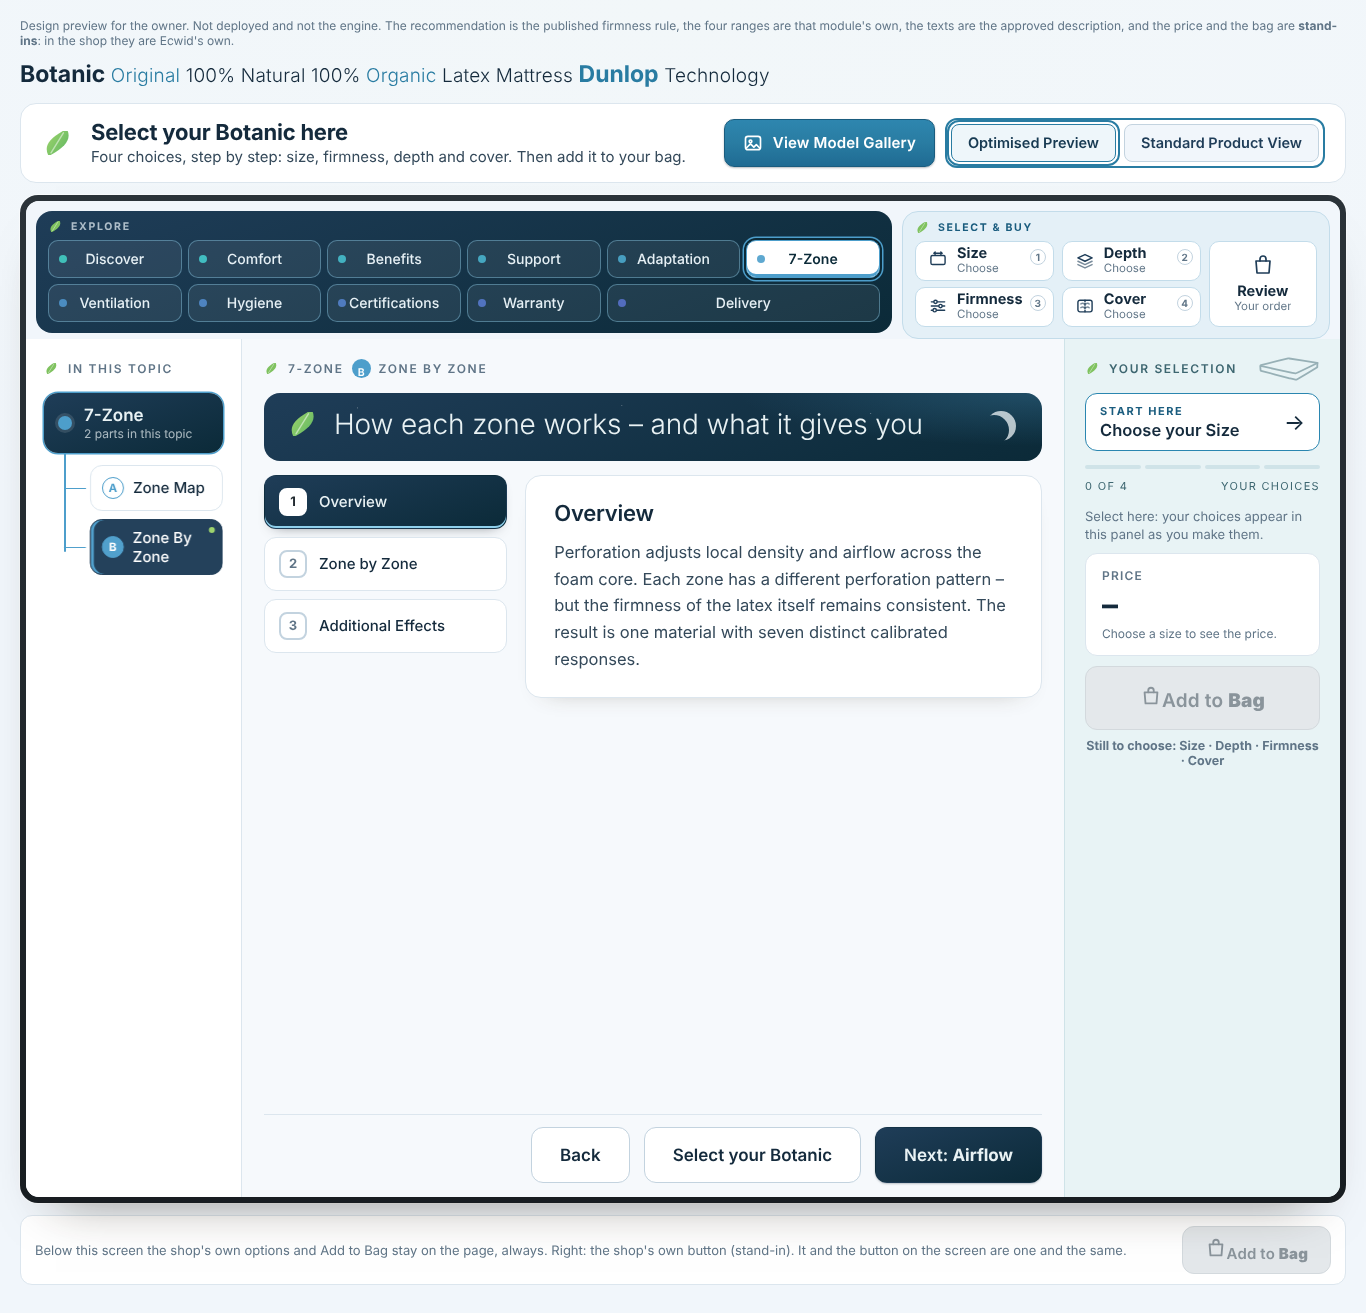 Design preview for the owner. Not deployed and not the engine. The recommendation is the published firmness rule, the four ranges are that module's own, the texts are the approved description, and the price and the bag are stand-
ins: in the shop they are Ecwid's own.
Botanic Original 100% Natural 100% Organic Latex Mattress Dunlop Technology
Select your Botanic here
Four choices, step by step: size, firmness, depth and cover. Then add it to your bag.
View Model Gallery
Optimised Preview
Standard Product View
EXPLORE
Discover
Comfort
Benefits
Support
Adaptation
7-Zone
Ventilation
Hygiene
Certifications
Warranty
Delivery
SELECT & BUY
Size
Choose
1
Depth
Choose
2
Firmness
Choose
3
Cover
Choose
4
Review
Your order
IN THIS TOPIC
7-Zone
2 parts in this topic
A
Zone Map
B
Zone By
Zone
7-ZONE
B
ZONE BY ZONE
How each zone works – and what it gives you
1
Overview
2
Zone by Zone
3
Additional Effects
Overview
Perforation adjusts local density and airflow across the
foam core. Each zone has a different perforation pattern –
but the firmness of the latex itself remains consistent. The
result is one material with seven distinct calibrated
responses.
Back
Select your Botanic
Next: Airflow
YOUR SELECTION
START HERE
Choose your Size
0 OF 4
YOUR CHOICES
Select here: your choices appear in
this panel as you make them.
PRICE
–
Choose a size to see the price.
Add to Bag
Still to choose: Size · Depth · Firmness
· Cover
Below this screen the shop's own options and Add to Bag stay on the page, always. Right: the shop's own button (stand-in). It and the button on the screen are one and the same.
Add to Bag